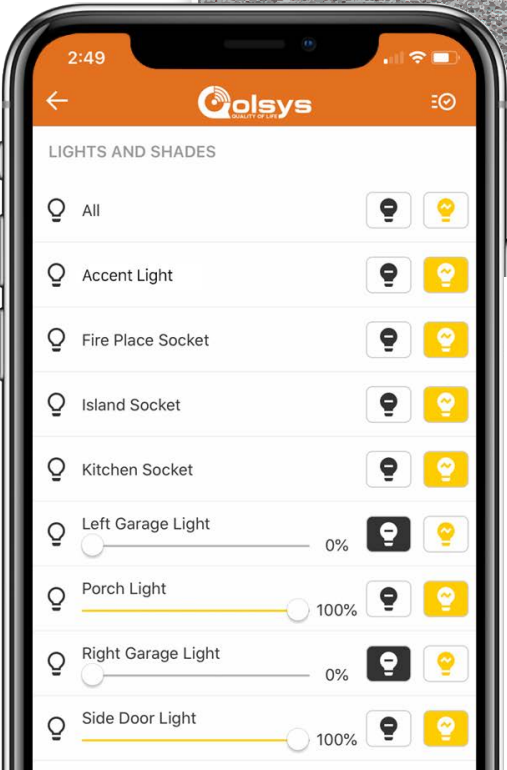 2:49
Qolsys
QUALITY OF LIFE
LIGHTS AND SHADES
All
Accent Light
Fire Place Socket
Island Socket
Kitchen Socket
Left Garage Light
0%
Porch Light
100%
Right Garage Light
0%
Side Door Light
100%